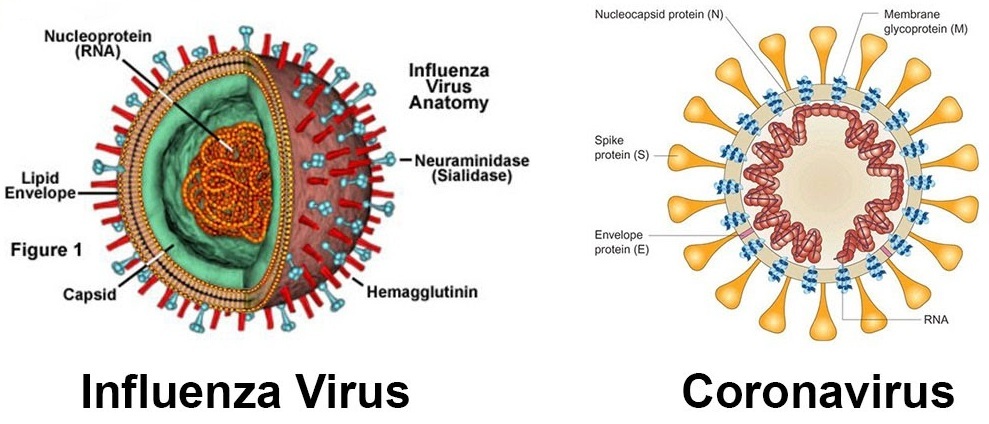 Nucleoprotein
(RNA)
Influenza
Virus
Anatomy
Neuraminidase
(Sialidase)
Lipid
Envelope
Figure 1
Capsid
Hemagglutinin
Influenza Virus
Nucleocapsid protein (N)
Membrane
glycoprotein (M)
Spike
protein (S)
Envelope
protein (E)
RNA
Coronavirus